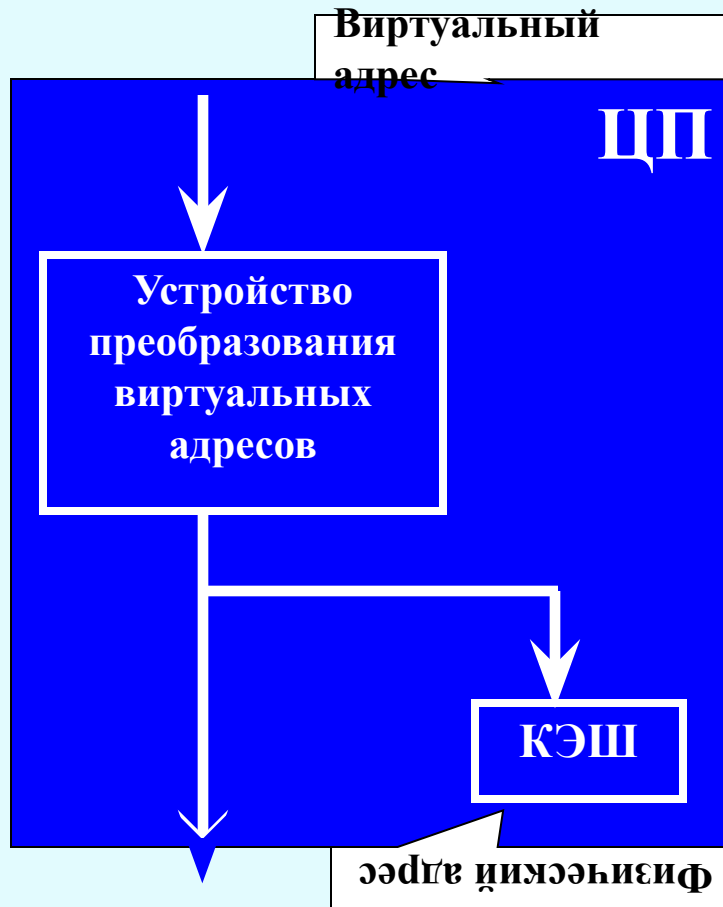 Виртуальный
адрес
ЦП
Устройство
преобразования
виртуальных
адресов
КЭШ
Физический адрес